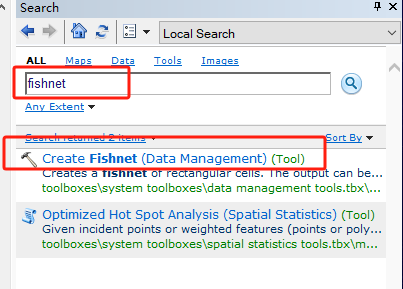 Search
Local Search
ALL Maps Data Tools Images
fishnet
Any Extent
Search returned 2 items Sort By
Create Fishnet (Data Management) (Tool)
Creates a fishnet of rectangular cells. The output can be...
toolboxes\system toolboxes\data management tools.tbx\...
Optimized Hot Spot Analysis (Spatial Statistics) (Tool)
Given incident points or weighted features (points or poly...
toolboxes\system toolboxes\spatial statistics tools.tbx\m...